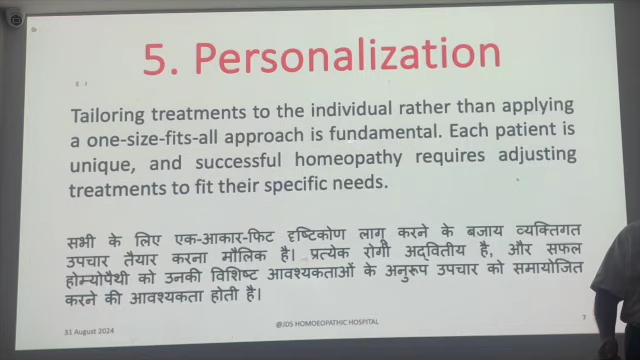 5. Personalization
Tailoring treatments to the individual rather than applying
a one-size-fits-all approach is fundamental. Each patient is
unique, and successful homeopathy requires adjusting
treatments to fit their specific needs.
सभी के लिए एक-आकार-फिट दृष्टिकोण लागू करने के बजाय व्यक्तिगत
उपचार तैयार करना मौलिक है। प्रत्येक रोगी अद्वितीय है, और सफल
होम्योपैथी को उनकी विशिष्ट आवश्यकताओं के अनुरूप उपचार को समायोजित
करने की आवश्यकता होती है।
31 August 2024
@JDS HOMOEOPATHIC HOSPITAL
7